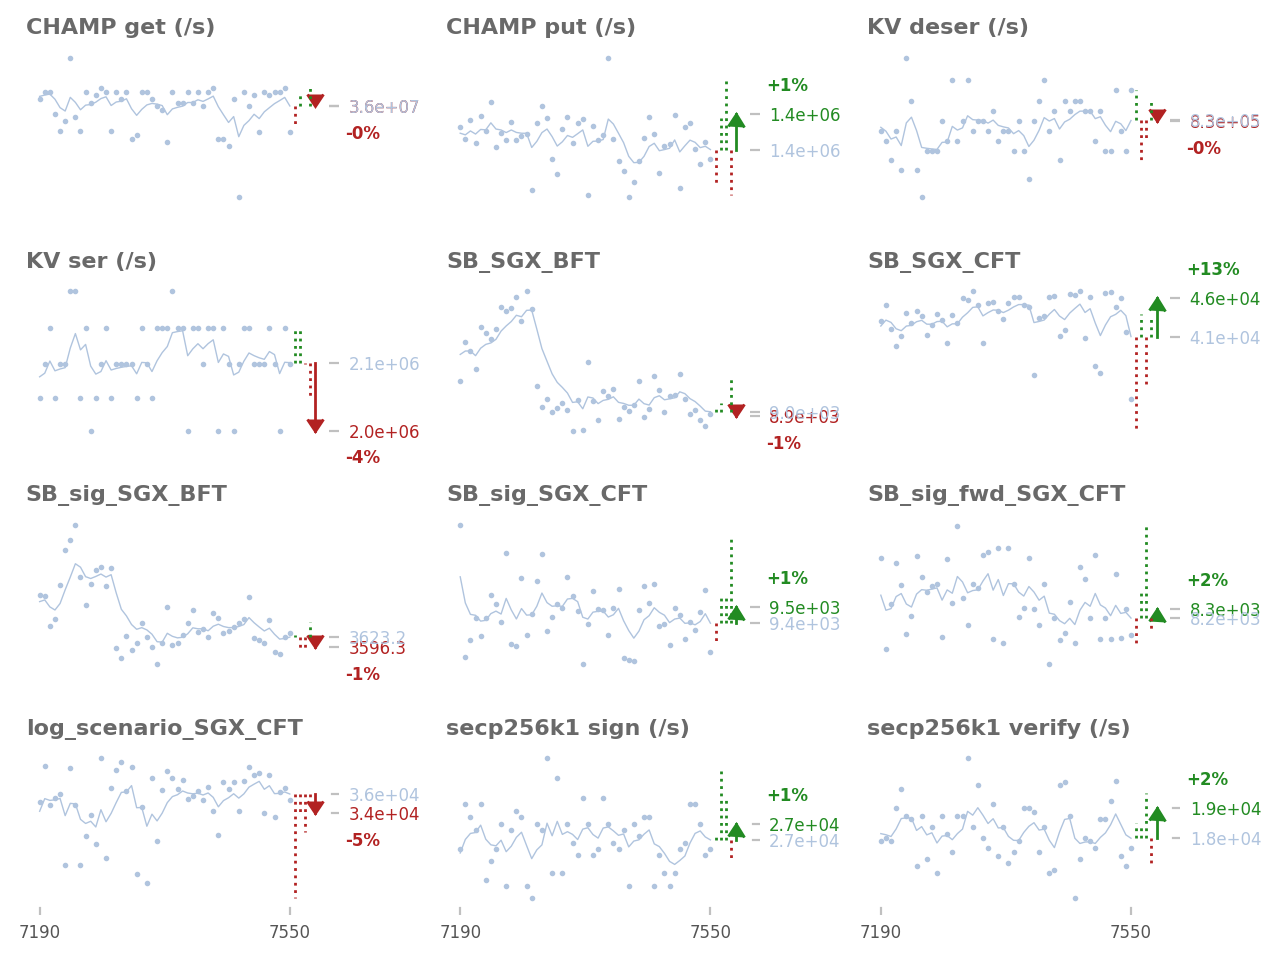 CHAMP get (/s)
3.6e+07
-0%
CHAMP put (/s)
+1%
1.4e+06
1.4e+06
KV deser (/s)
8.3e+05
-0%
KV ser (/s)
2.1e+06
2.0e+06
-4%
SB_SGX_BFT
8.9e+03
-1%
SB_SGX_CFT
+13%
4.6e+04
4.1e+04
SB_sig_SGX_BFT
3623.2
3596.3
-1%
SB_sig_SGX_CFT
+1%
9.5e+03
9.4e+03
SB_sig_fwd_SGX_CFT
+2%
8.3e+03
8.2e+03
log_scenario_SGX_CFT
3.6e+04
3.4e+04
-5%
secp256k1 sign (/s)
+1%
2.7e+04
2.7e+04
secp256k1 verify (/s)
+2%
1.9e+04
1.8e+04
7190 7550
7190 7550
7190 7550